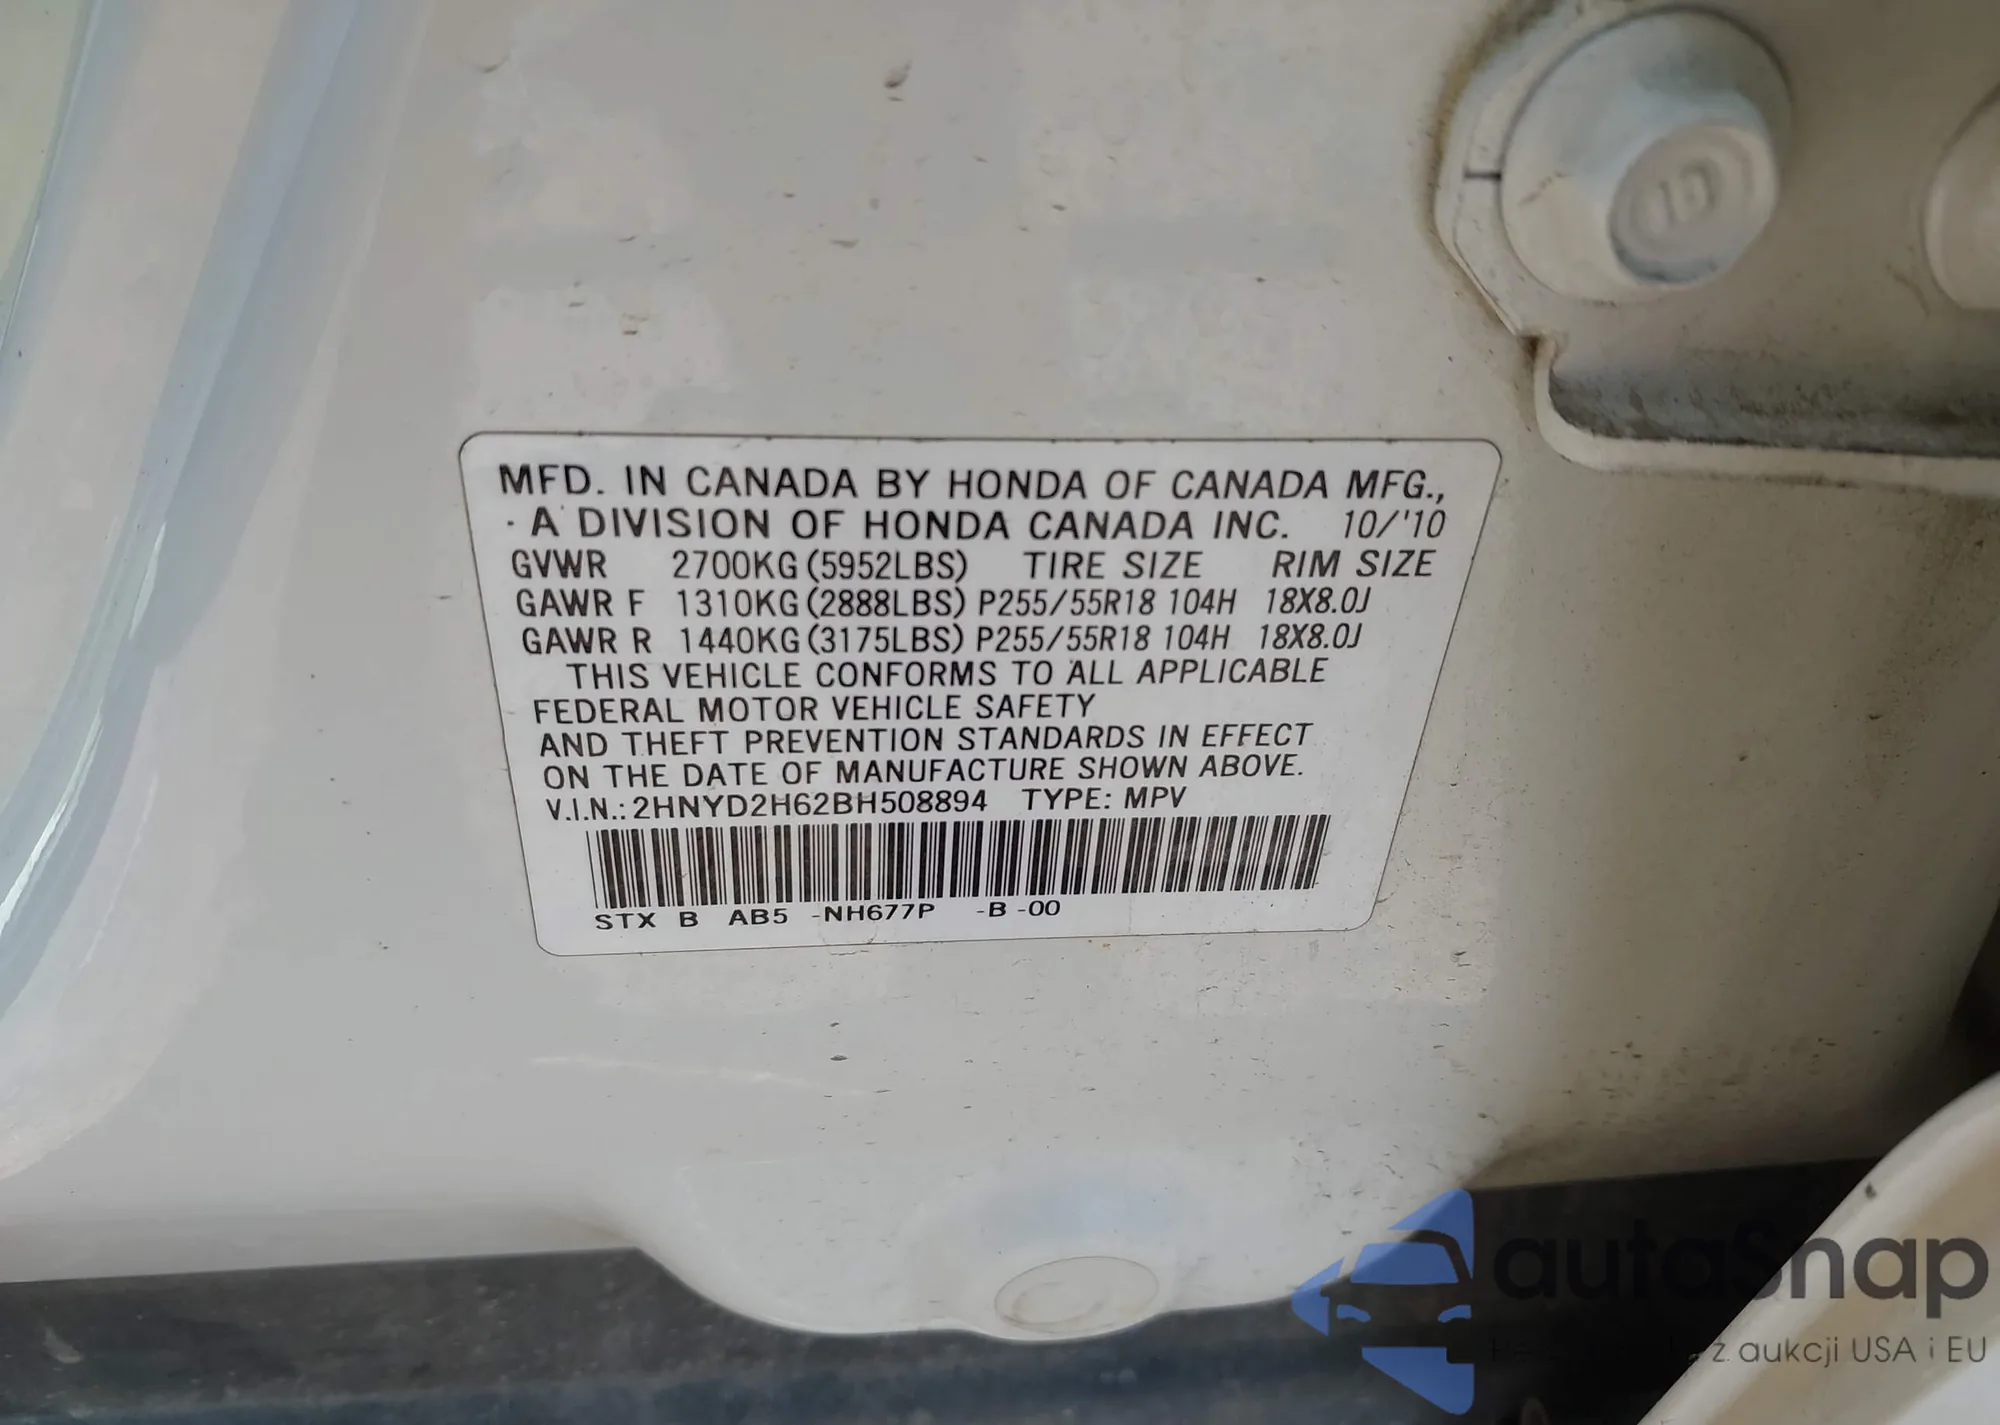 MFD. IN CANADA BY HONDA OF CANADA MFG.,
A DIVISION OF HONDA CANADA INC. 10/'10
GVWR 2700KG (5952LBS) TIRE SIZE RIM SIZE
GAWR F 1310KG (2888LBS) P255/55R18 104H 18X8.0J
GAWR R 1440KG (3175LBS) P255/55R18 104H 18X8.0J
THIS VEHICLE CONFORMS TO ALL APPLICABLE
FEDERAL MOTOR VEHICLE SAFETY
AND THEFT PREVENTION STANDARDS IN EFFECT
ON THE DATE OF MANUFACTURE SHOWN ABOVE.
V.I.N.: 2HNYD2H62BH508894 TYPE: MPV
STX B AB5 -NH677P -B -00
autaSnap
z aukcji USA i EU